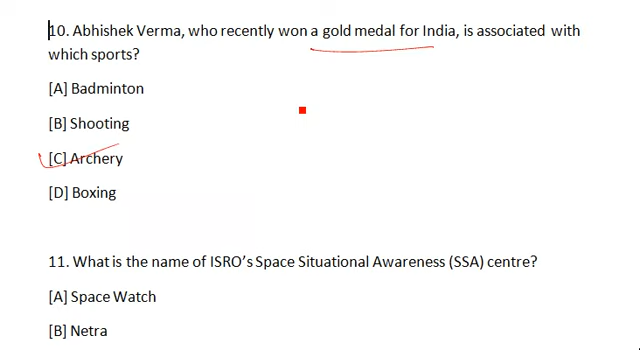 10. Abhishek Verma, who recently won a gold medal for India, is associated with
which sports?
[A] Badminton
[B] Shooting
[C] Archery
[D] Boxing
11. What is the name of ISRO's Space Situational Awareness (SSA) centre?
[A] Space Watch
[B] Netra